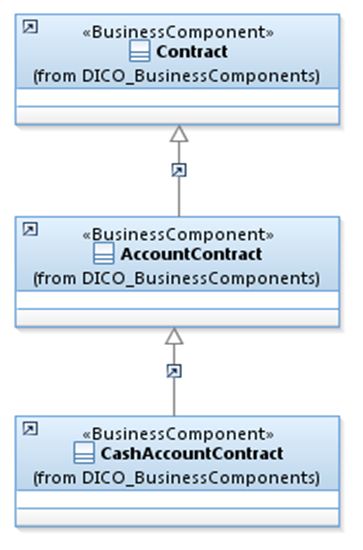 «BusinessComponent»
Contract
(from DICO_BusinessComponents)
«BusinessComponent»
AccountContract
(from DICO_BusinessComponents)
«BusinessComponent»
CashAccountContract
(from DICO_BusinessComponents)